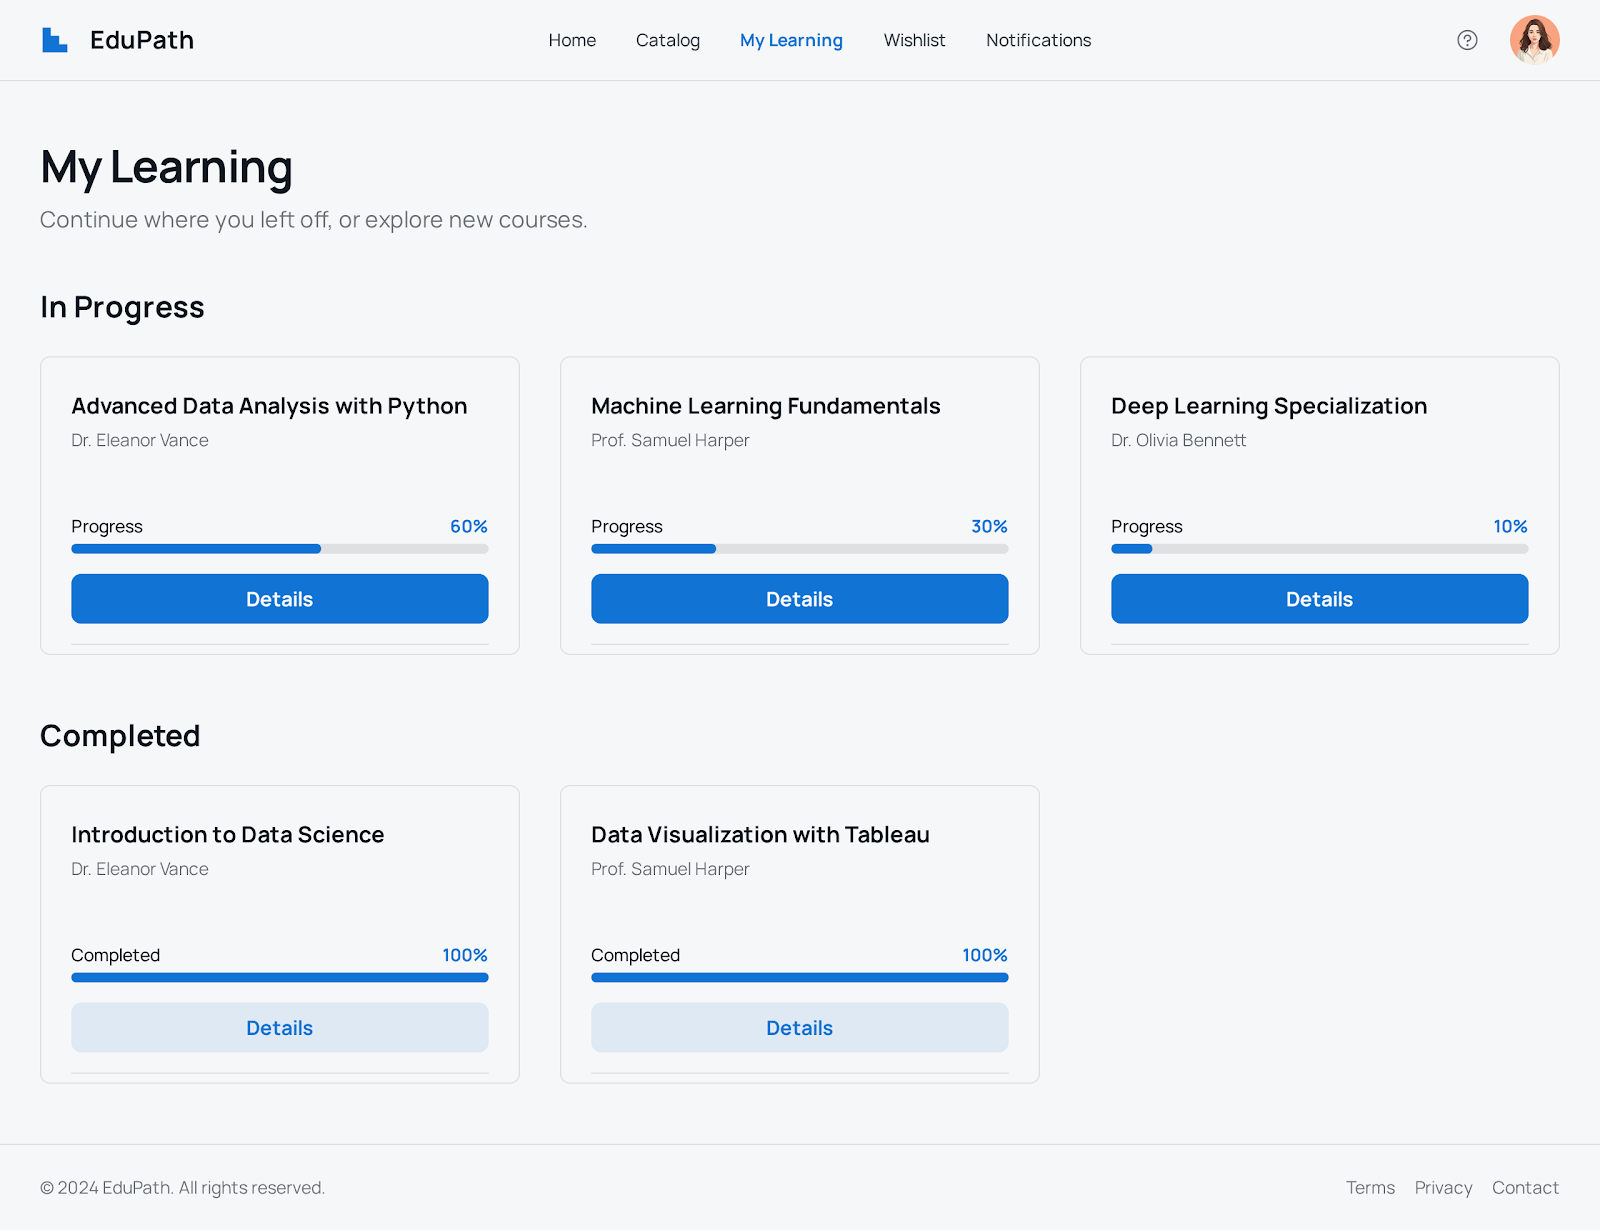 EduPath
Home Catalog My Learning Wishlist Notifications
My Learning
Continue where you left off, or explore new courses.
In Progress
Advanced Data Analysis with Python
Dr. Eleanor Vance
Progress 60%
Details
Machine Learning Fundamentals
Prof. Samuel Harper
Progress 30%
Details
Deep Learning Specialization
Dr. Olivia Bennett
Progress 10%
Details
Completed
Introduction to Data Science
Dr. Eleanor Vance
Completed 100%
Details
Data Visualization with Tableau
Prof. Samuel Harper
Completed 100%
Details
© 2024 EduPath. All rights reserved.
Terms Privacy Contact